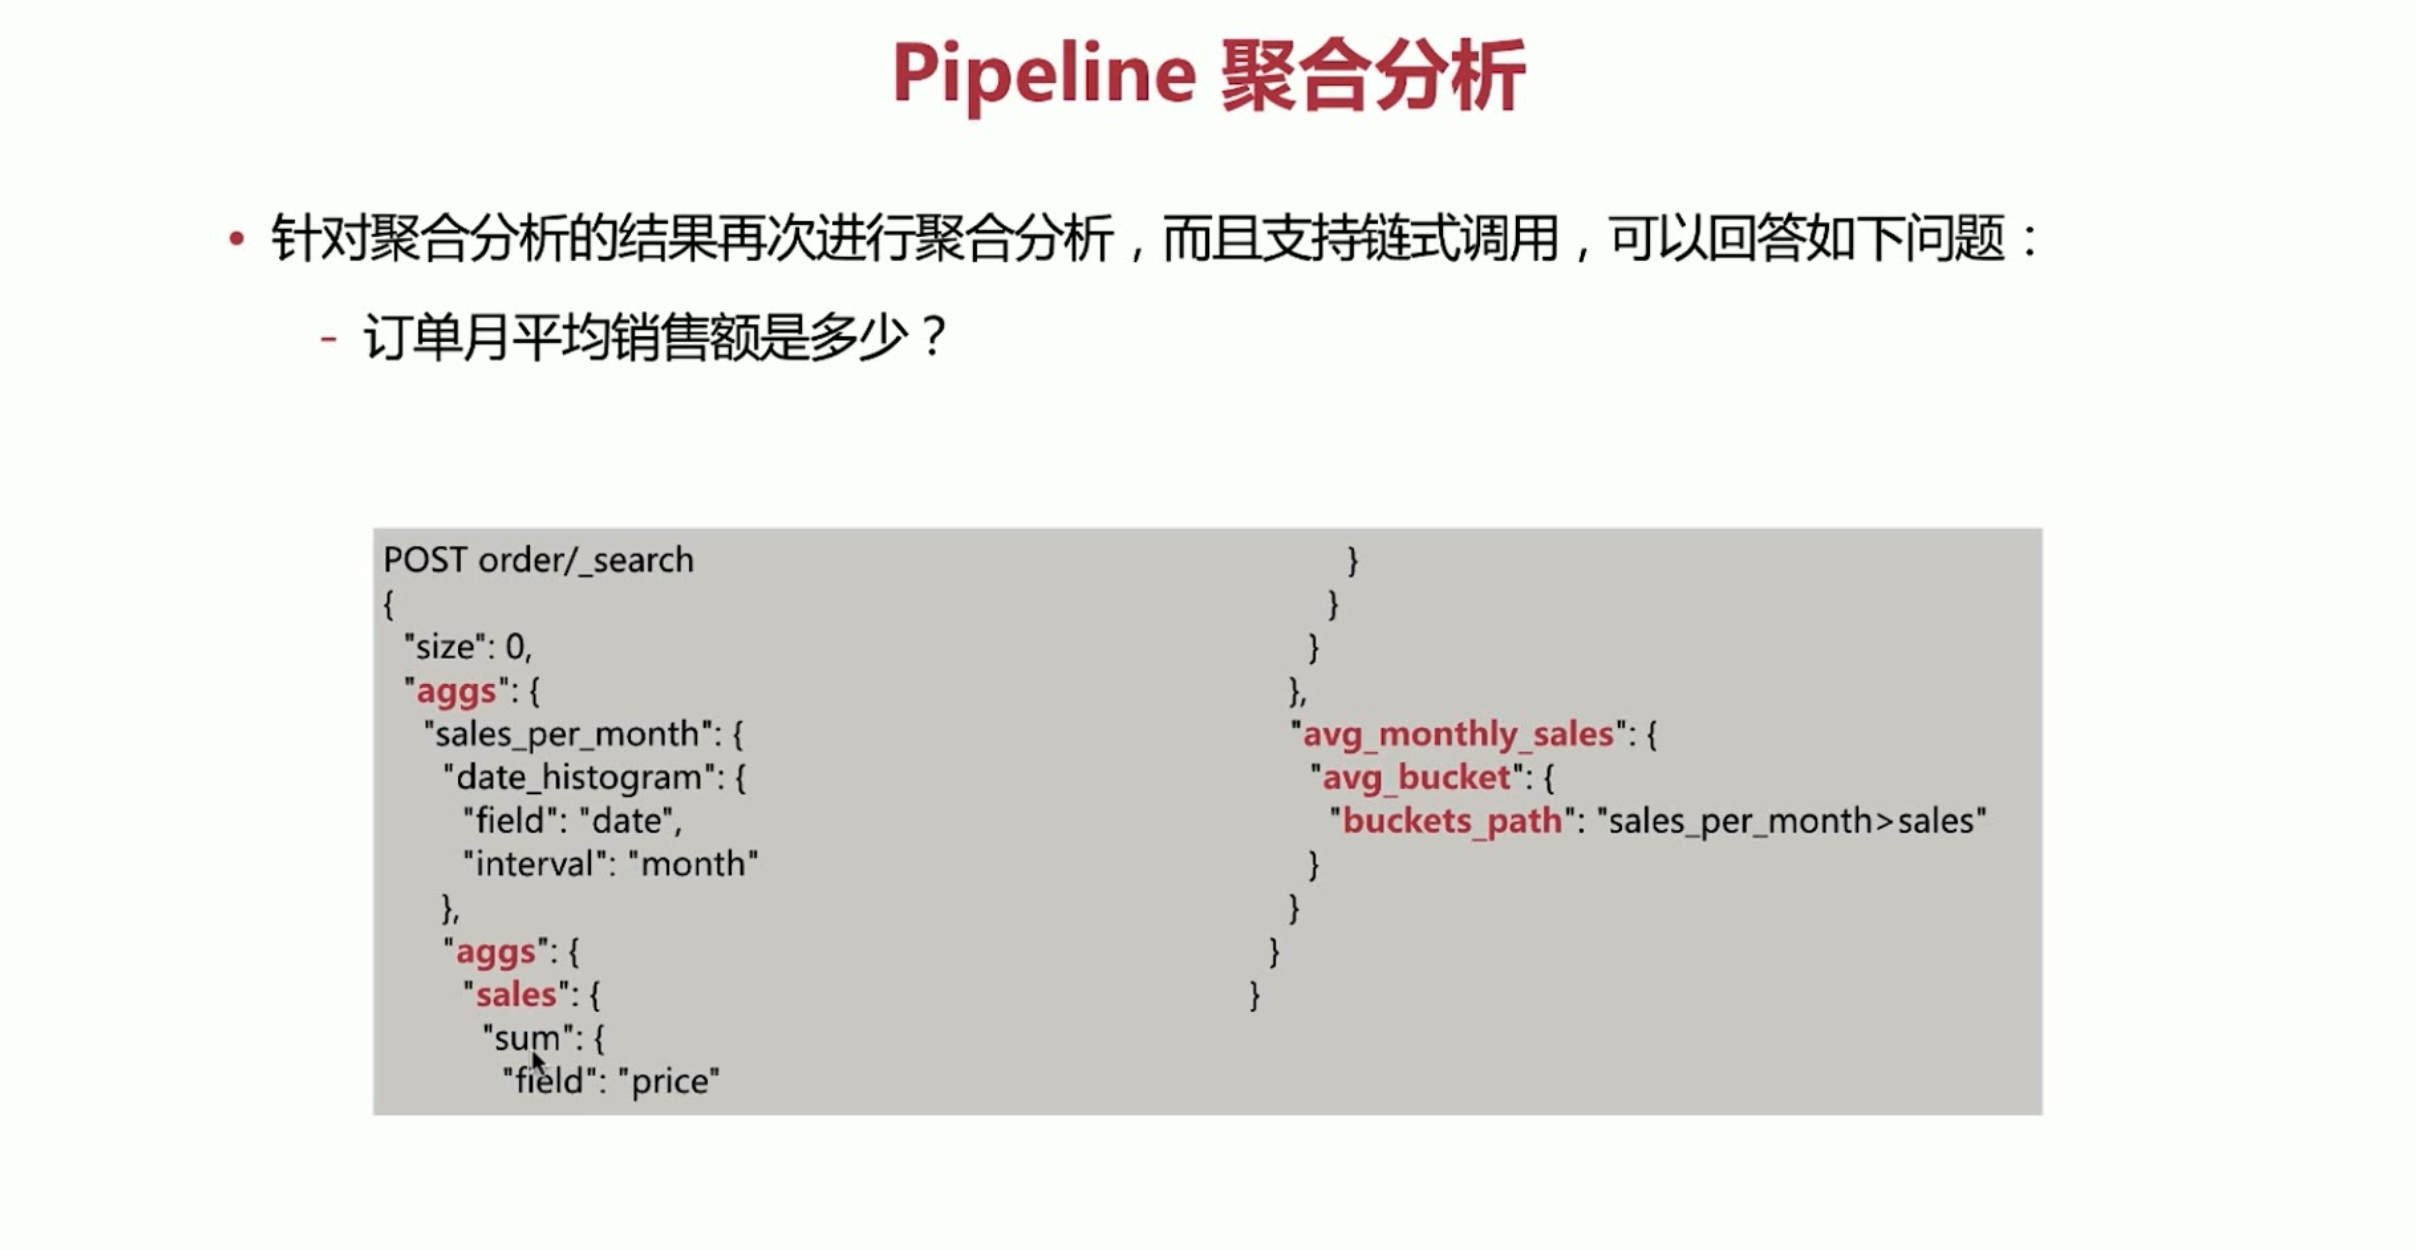 Pipeline 聚合分析
• 针对聚合分析的结果再次进行聚合分析，而且支持链式调用，可以回答如下问题：
- 订单月平均销售额是多少？
POST order/_search
{
"size": 0,
"aggs": {
"sales_per_month": {
"date_histogram": {
"field": "date",
"interval": "month"
},
"aggs": {
"sales": {
"sum": {
"field": "price"
}
}
}
},
"avg_monthly_sales": {
"avg_bucket": {
"buckets_path": "sales_per_month>sales"
}
}
}
}